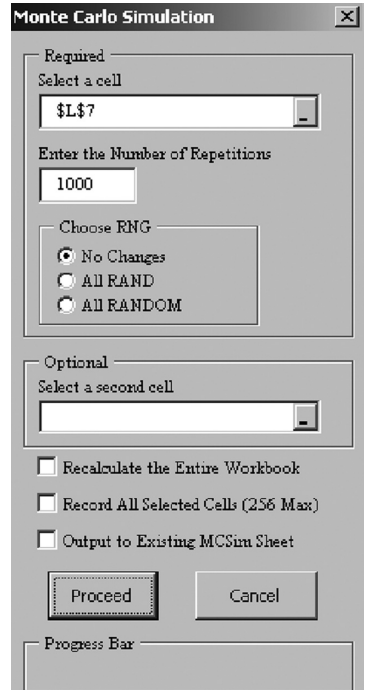 Monte Carlo Simulation
Required
Select a cell
$L$7
Enter the Number of Repetitions
1000
Choose RNG
No Changes
All RAND
All RANDOM
Optional
Select a second cell
Recalculate the Entire Workbook
Record All Selected Cells (256 Max)
Output to Existing MCSim Sheet
Proceed
Cancel
Progress Bar